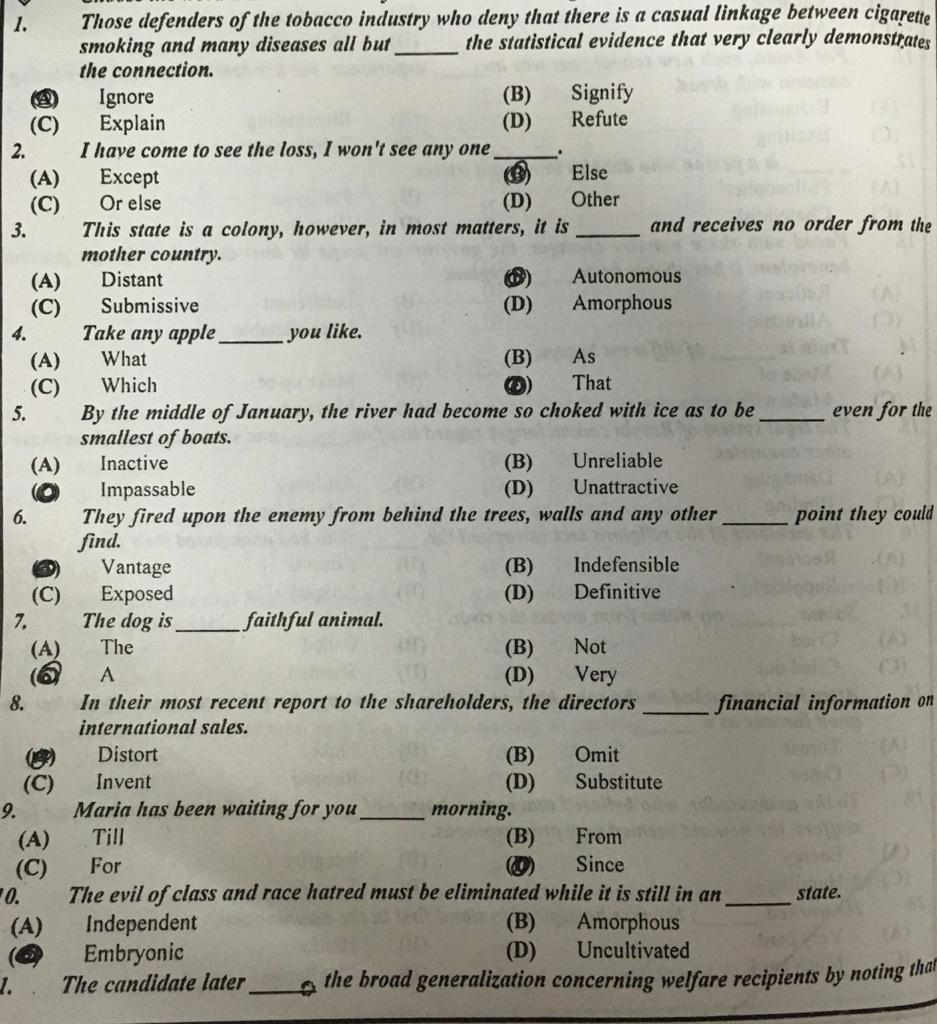 1. Those defenders of the tobacco industry who deny that there is a casual linkage between cigarette
smoking and many diseases all but ______ the statistical evidence that very clearly demonstrates
the connection.
(A) Ignore (B) Signify
(C) Explain (D) Refute
2. I have come to see the loss, I won't see any one ______.
(A) Except (B) Else
(C) Or else (D) Other
3. This state is a colony, however, in most matters, it is ______ and receives no order from the
mother country.
(A) Distant (B) Autonomous
(C) Submissive (D) Amorphous
4. Take any apple ______ you like.
(A) What (B) As
(C) Which (D) That
5. By the middle of January, the river had become so choked with ice as to be ______ even for the
smallest of boats.
(A) Inactive (B) Unreliable
(C) Impassable (D) Unattractive
6. They fired upon the enemy from behind the trees, walls and any other ______ point they could
find.
(A) Vantage (B) Indefensible
(C) Exposed (D) Definitive
7. The dog is ______ faithful animal.
(A) The (B) Not
(C) A (D) Very
8. In their most recent report to the shareholders, the directors ______ financial information on
international sales.
(A) Distort (B) Omit
(C) Invent (D) Substitute
9. Maria has been waiting for you ______ morning.
(A) Till (B) From
(C) For (D) Since
10. The evil of class and race hatred must be eliminated while it is still in an ______ state.
(A) Independent (B) Amorphous
(C) Embryonic (D) Uncultivated
1. The candidate later ______ the broad generalization concerning welfare recipients by noting that